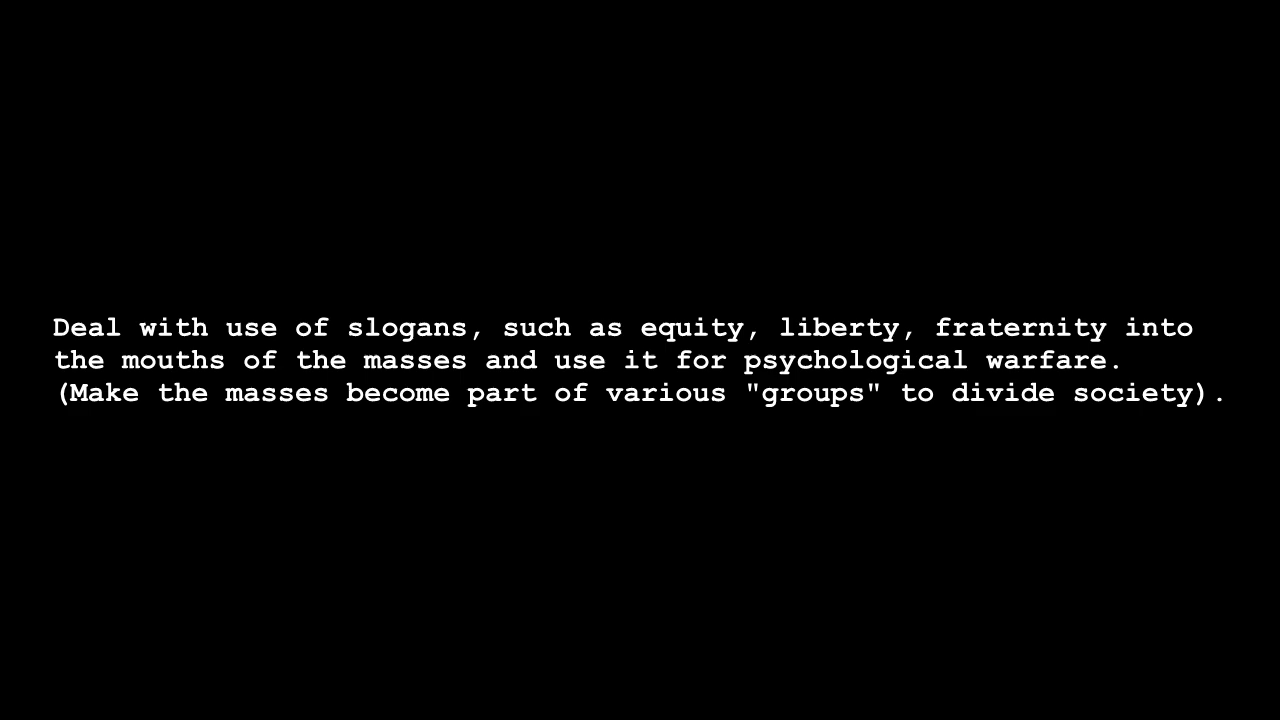 Deal with use of slogans, such as equity, liberty, fraternity into
the mouths of the masses and use it for psychological warfare.
(Make the masses become part of various "groups" to divide society).